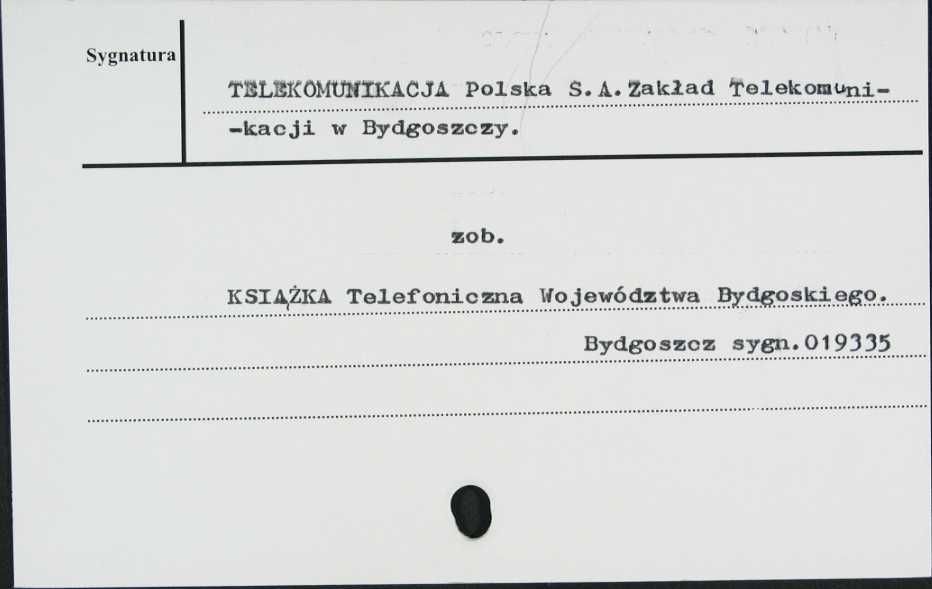 Sygnatura
TELEKOMUNIKACJA Polska S.A.Zakład Telekomuni-
-kacji w Bydgoszczy.
zob.
KSIĄŻKA Telefoniczna Województwa Bydgoskiego.
Bydgoszcz sygn.019335